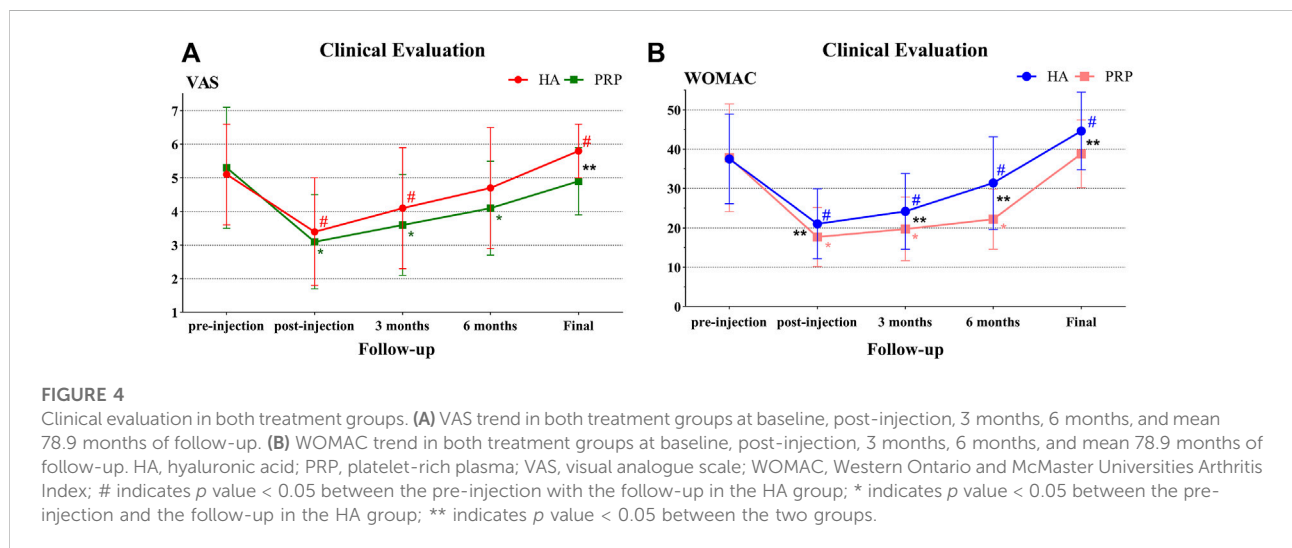 A
Clinical Evaluation
VAS
HA PRP
7
6
5
4
3
2
1
#
*
#
*
*
#
**
pre-injection post-injection 3 months 6 months Final
Follow-up
B
Clinical Evaluation
WOMAC
HA PRP
50
40
30
20
10
0
#
**
*
#
**
*
#
**
*
#
**
pre-injection post-injection 3 months 6 months Final
Follow-up
FIGURE 4
Clinical evaluation in both treatment groups. (A) VAS trend in both treatment groups at baseline, post-injection, 3 months, 6 months, and mean
78.9 months of follow-up. (B) WOMAC trend in both treatment groups at baseline, post-injection, 3 months, 6 months, and mean 78.9 months of
follow-up. HA, hyaluronic acid; PRP, platelet-rich plasma; VAS, visual analogue scale; WOMAC, Western Ontario and McMaster Universities Arthritis
Index; # indicates p value < 0.05 between the pre-injection with the follow-up in the HA group; * indicates p value < 0.05 between the pre-
injection and the follow-up in the HA group; ** indicates p value < 0.05 between the two groups.